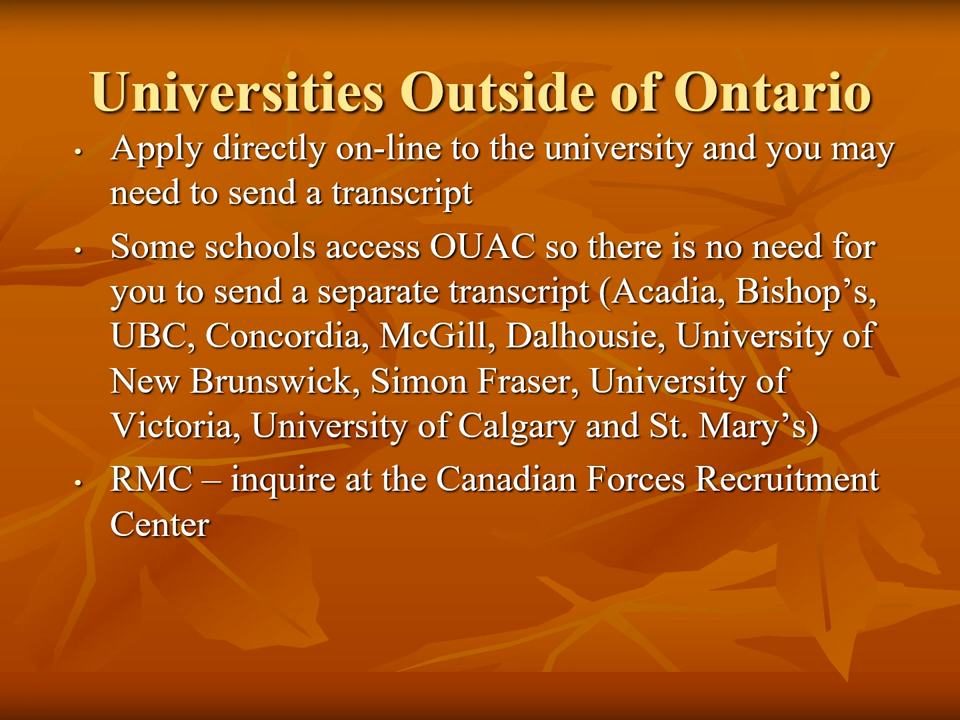 Universities Outside of Ontario
• Apply directly on-line to the university and you may
need to send a transcript
• Some schools access OUAC so there is no need for
you to send a separate transcript (Acadia, Bishop’s,
UBC, Concordia, McGill, Dalhousie, University of
New Brunswick, Simon Fraser, University of
Victoria, University of Calgary and St. Mary’s)
• RMC – inquire at the Canadian Forces Recruitment
Center